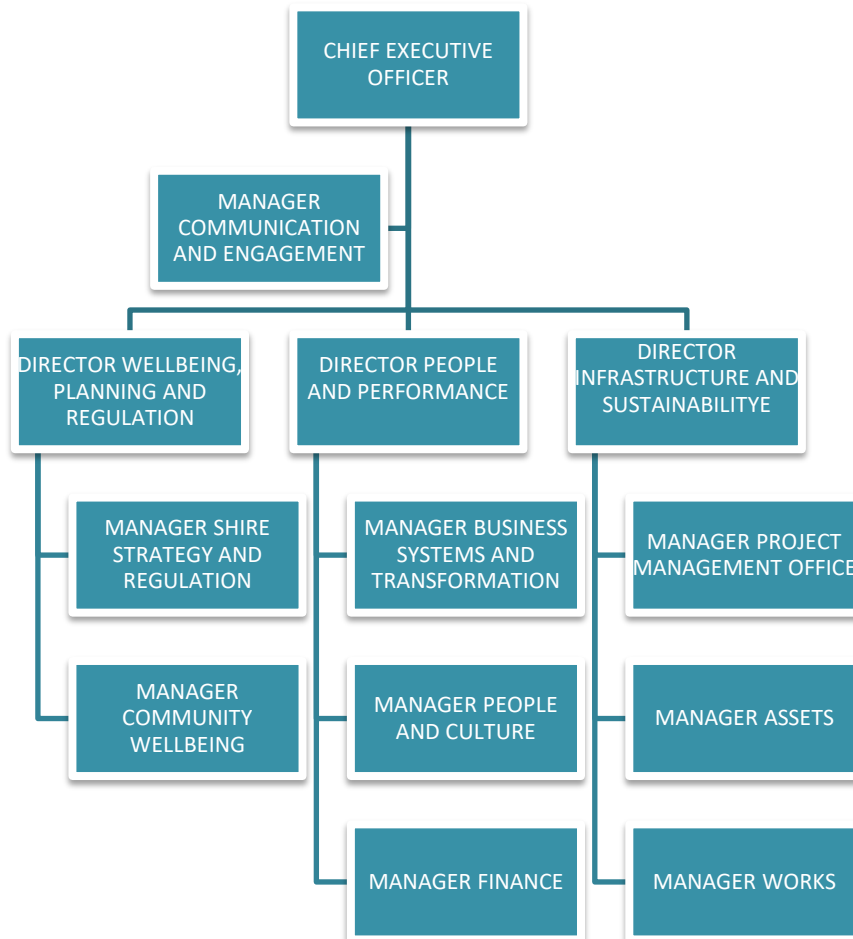 CHIEF EXECUTIVE
OFFICER
MANAGER
COMMUNICATION
AND ENGAGEMENT
DIRECTOR WELLBEING,
PLANNING AND
REGULATION
DIRECTOR PEOPLE
AND PERFORMANCE
DIRECTOR
INFRASTRUCTURE AND
SUSTAINABILITYE
MANAGER SHIRE
STRATEGY AND
REGULATION
MANAGER BUSINESS
SYSTEMS AND
TRANSFORMATION
MANAGER PROJECT
MANAGEMENT OFFICE
MANAGER
COMMUNITY
WELLBEING
MANAGER PEOPLE
AND CULTURE
MANAGER ASSETS
MANAGER FINANCE
MANAGER WORKS